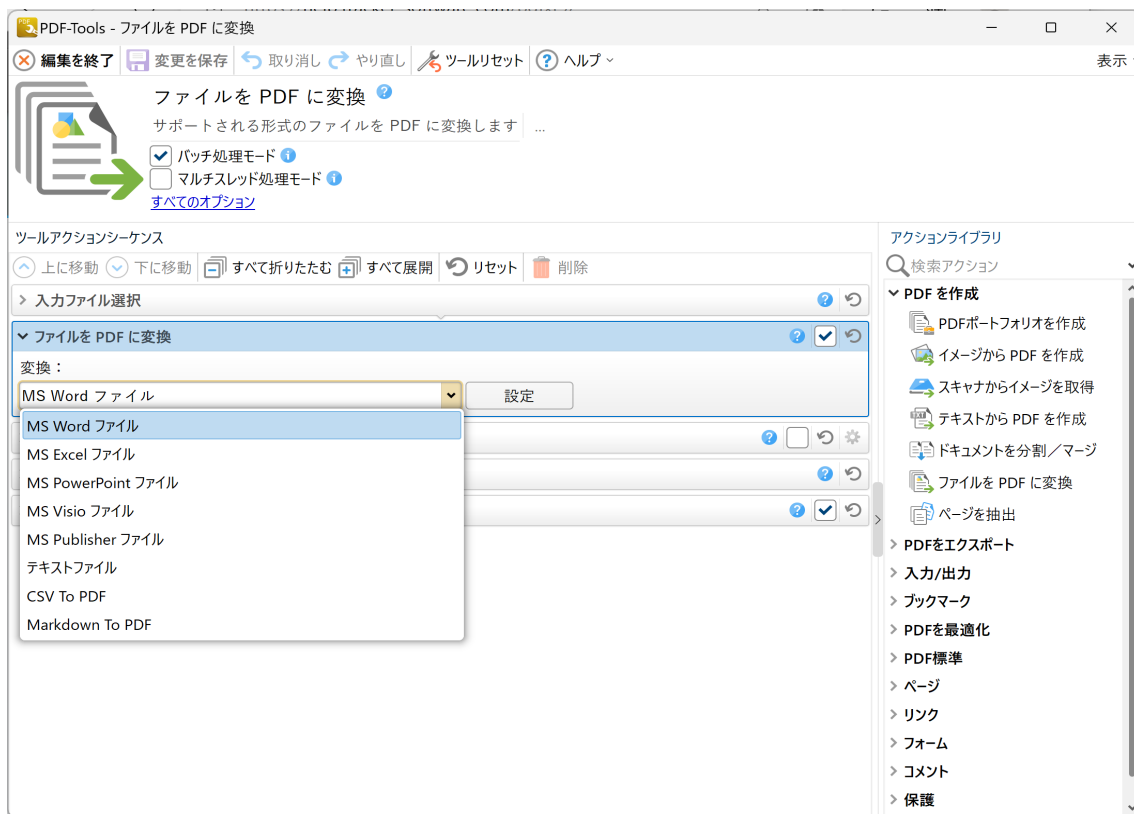 PDF-Tools - ファイルを PDF に変換
編集を終了 変更を保存 取り消し やり直し ツールリセット ヘルプ 表示
ファイルを PDF に変換
サポートされる形式のファイルを PDF に変換します ...
バッチ処理モード
マルチスレッド処理モード
すべてのオプション
ツールアクションシーケンス
上に移動 下に移動 すべて折りたたむ すべて展開 リセット 削除
入力ファイル選択
ファイルを PDF に変換
変換：
MS Word ファイル 設定
MS Word ファイル
MS Excel ファイル
MS PowerPoint ファイル
MS Visio ファイル
MS Publisher ファイル
テキストファイル
CSV To PDF
Markdown To PDF
アクションライブラリ
検索アクション
PDF を作成
PDFポートフォリオを作成
イメージから PDF を作成
スキャナからイメージを取得
テキストから PDF を作成
ドキュメントを分割／マージ
ファイルを PDF に変換
ページを抽出
PDFをエクスポート
入力/出力
ブックマーク
PDFを最適化
PDF標準
ページ
リンク
フォーム
コメント
保護